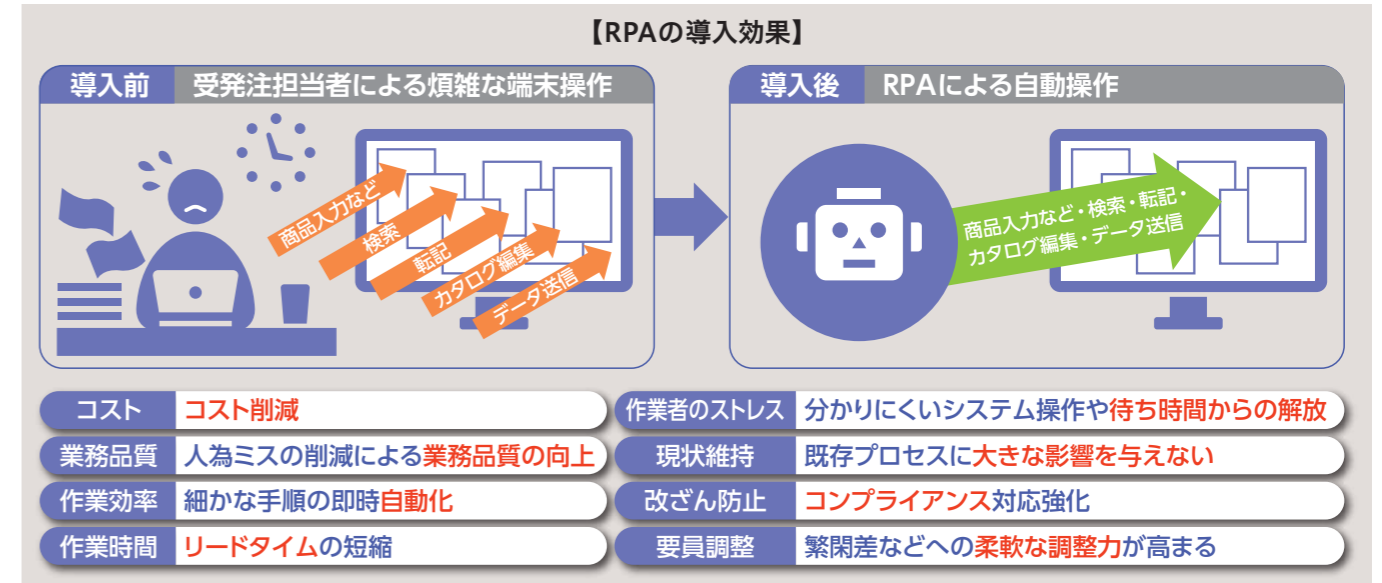 【RPAの導入効果】
導入前 受発注担当者による煩雑な端末操作
商品入力など
検索
転記
カタログ編集
データ送信
導入後 RPAによる自動操作
商品入力など・検索・転記・
カタログ編集・データ送信
コスト コスト削減
業務品質 人為ミスの削減による業務品質の向上
作業効率 細かな手順の即時自動化
作業時間 リードタイムの短縮
作業者のストレス 分かりにくいシステム操作や待ち時間からの解放
現状維持 既存プロセスに大きな影響を与えない
改ざん防止 コンプライアンス対応強化
要員調整 繁閑差などへの柔軟な調整力が高まる